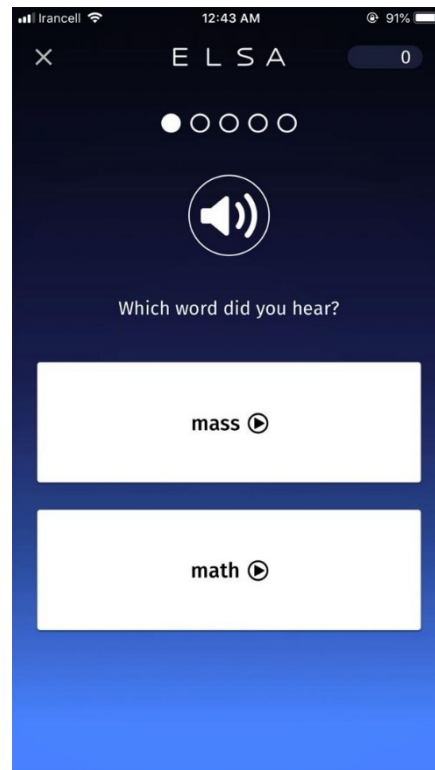 Irancell 12:43 AM 91%
ELSA 0
Which word did you hear?
mass
math